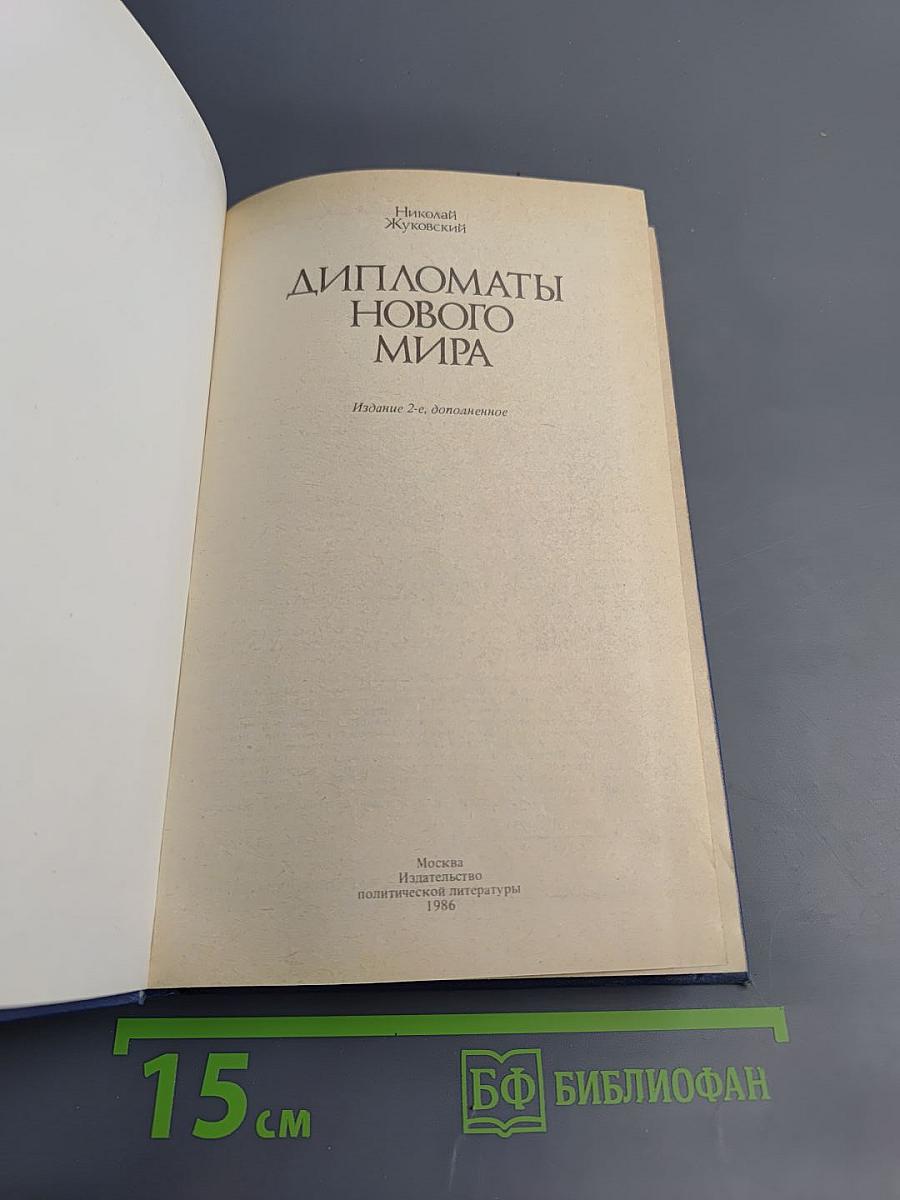 Николай
Жуковский
ДИПЛОМАТЫ
НОВОГО
МИРА
Издание 2-е, дополненное
Москва
Издательство
политической литературы
1986
15 см
БФ БИБЛИОФАН